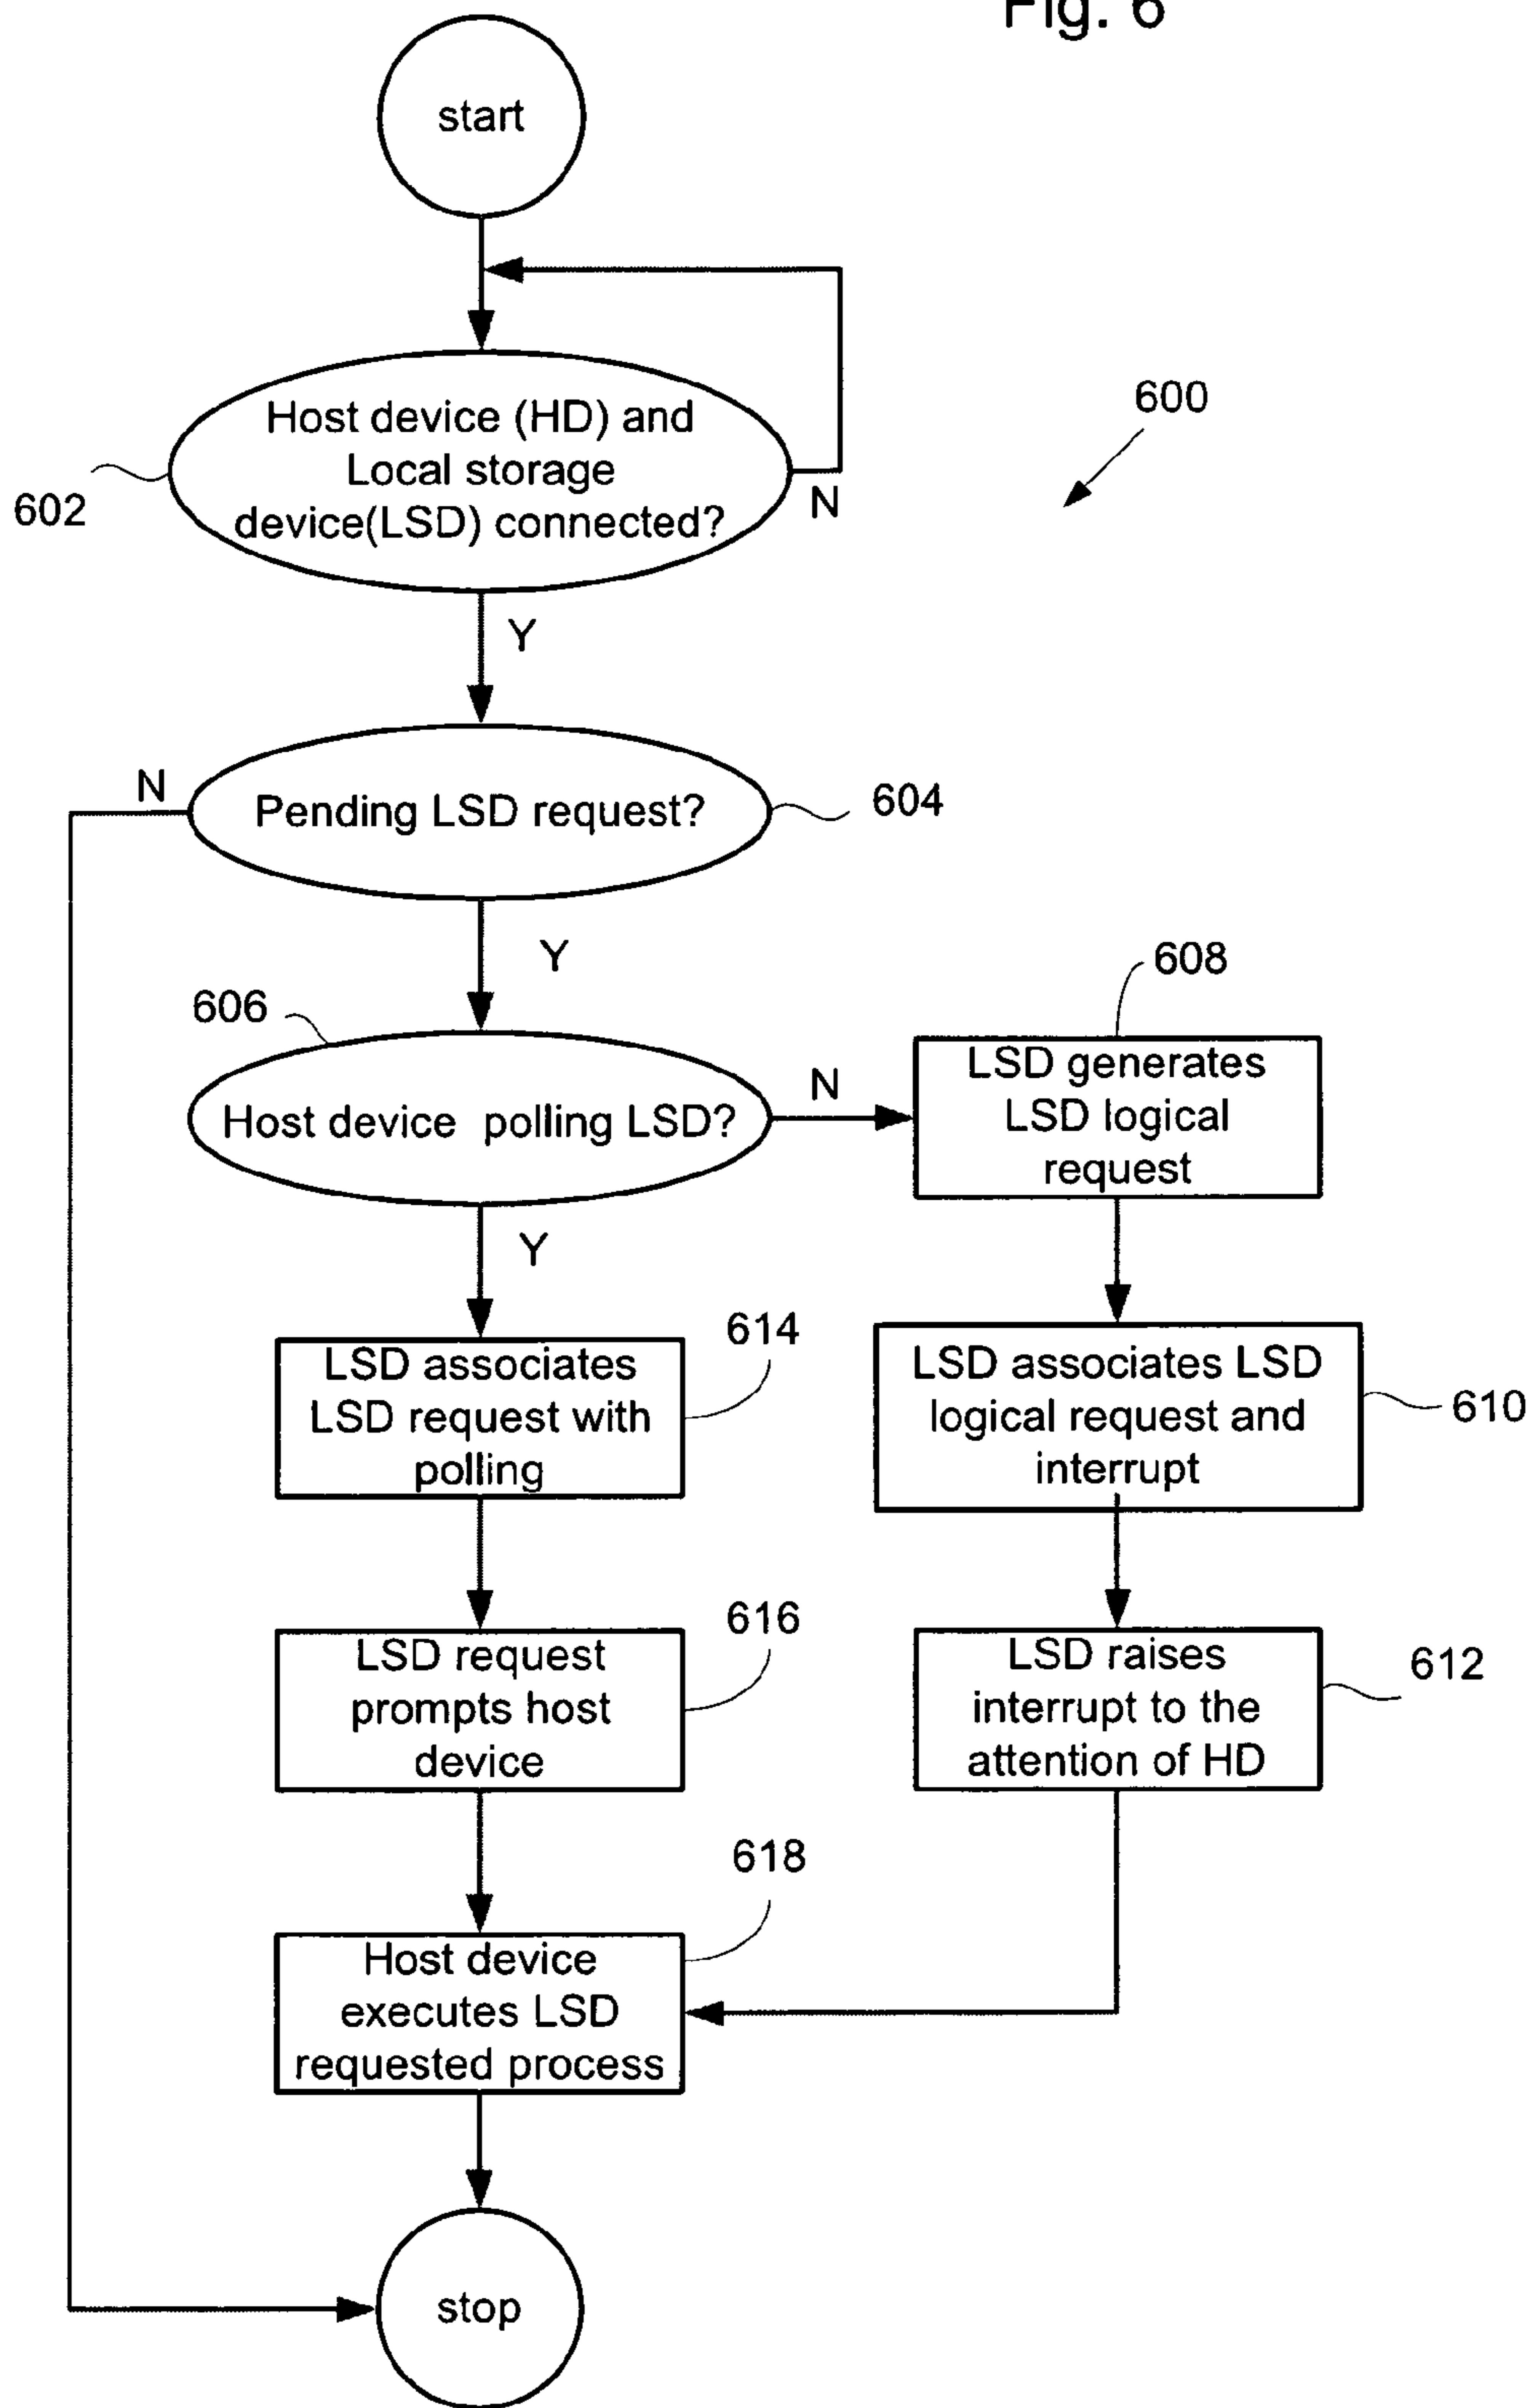 Fig. 6
start
Host device (HD) and
Local storage
device(LSD) connected?
602
N
600
Y
N
Pending LSD request?
604
Y
606
608
Host device polling LSD?
N
LSD generates
LSD logical
request
Y
614
LSD associates
LSD request with
polling
LSD associates LSD
logical request and
interrupt
610
616
LSD request
prompts host
device
LSD raises
interrupt to the
attention of HD
612
618
Host device
executes LSD
requested process
stop